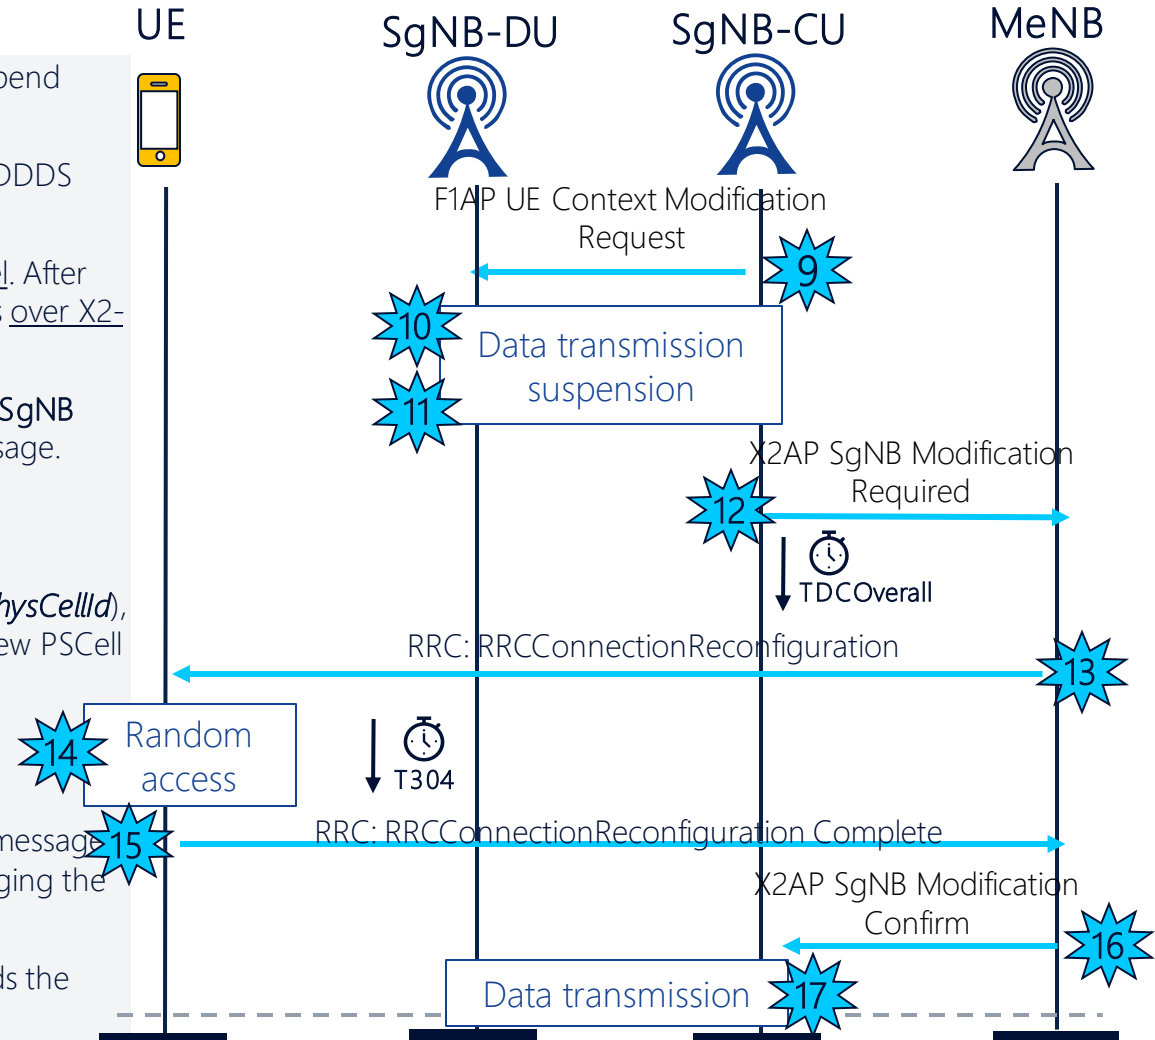 UE
SgNB-DU
SgNB-CU
MeNB
DDDS
. After
over X2-
SgNB
hysCellId),
ew PSCell
message
ging the
ds the
F1AP UE Context Modification
Request
9
10
Data transmission
suspension
11
X2AP SgNB Modification
Required
12
TDCOverall
RRC: RRCConnectionReconfiguration
13
Random
access
14
T304
15
RRC: RRCConnectionReconfiguration Complete
X2AP SgNB Modification
Confirm
16
Data transmission
17